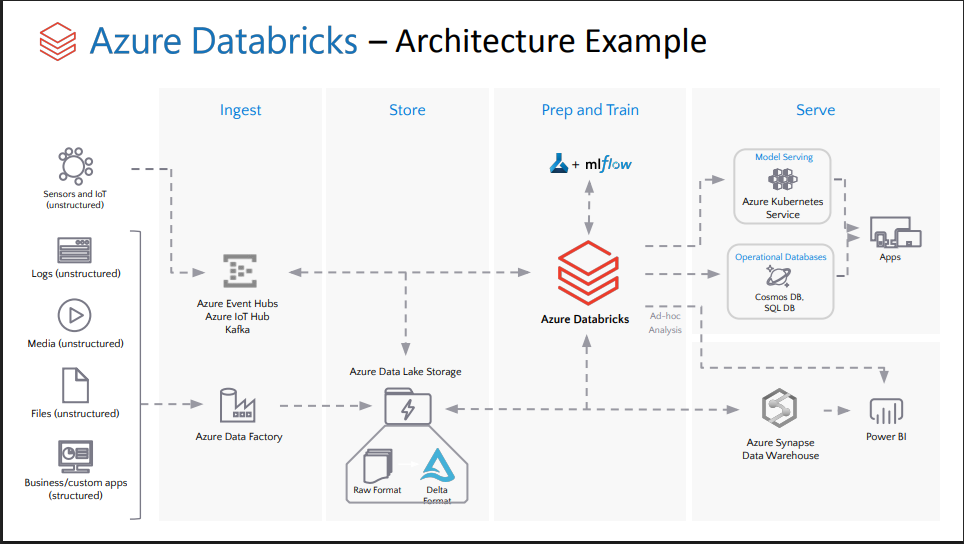 Azure Databricks – Architecture Example
Ingest
Store
Prep and Train
Serve
Sensors and IoT
(unstructured)
Logs (unstructured)
Media (unstructured)
Files (unstructured)
Business/custom apps
(structured)
Azure Event Hubs
Azure IoT Hub
Kafka
Azure Data Factory
Azure Data Lake Storage
Raw Format
Delta
Format
+ mlflow
Azure Databricks
Ad-hoc
Analysis
Model Serving
Azure Kubernetes
Service
Operational Databases
Cosmos DB,
SQL DB
Apps
Azure Synapse
Data Warehouse
Power BI